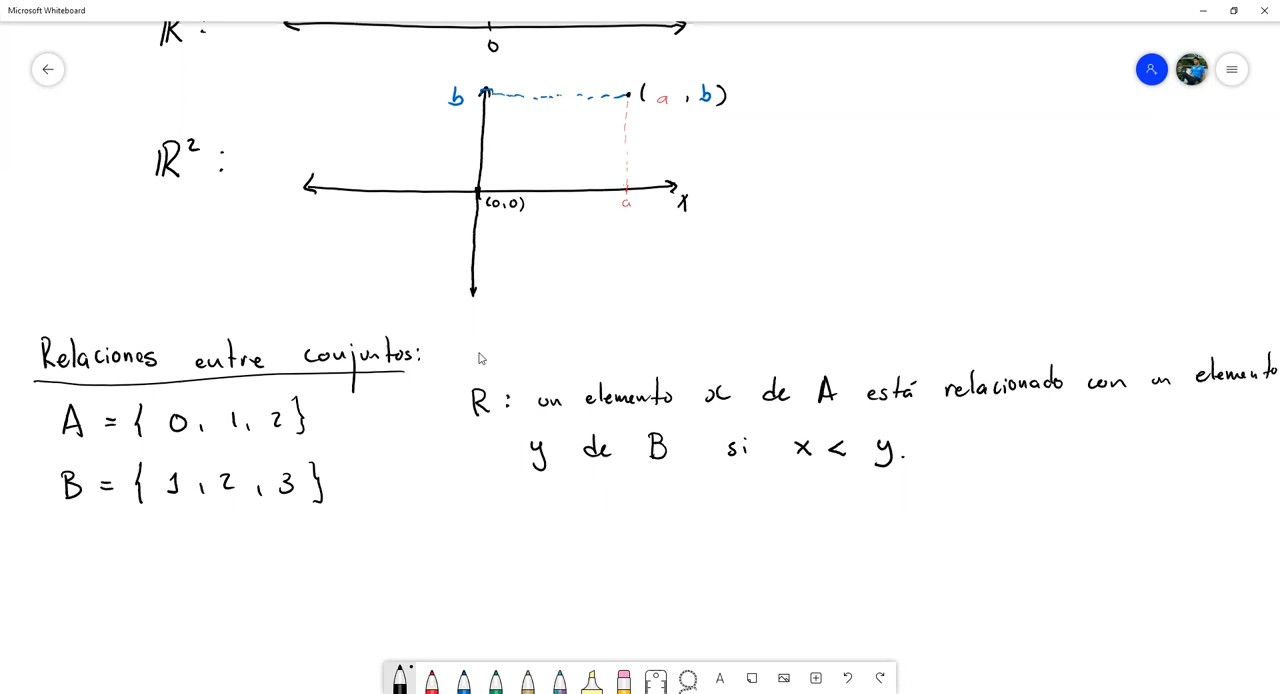 Microsoft Whiteboard
ℝ :
0
b
( a , b )
ℝ² :
(0,0)
a
x
Relaciones entre conjuntos:
A = { 0, 1, 2 }
B = { 1, 2, 3 }
R : un elemento x de A está relacionado con un elemento
y de B si x < y.
A